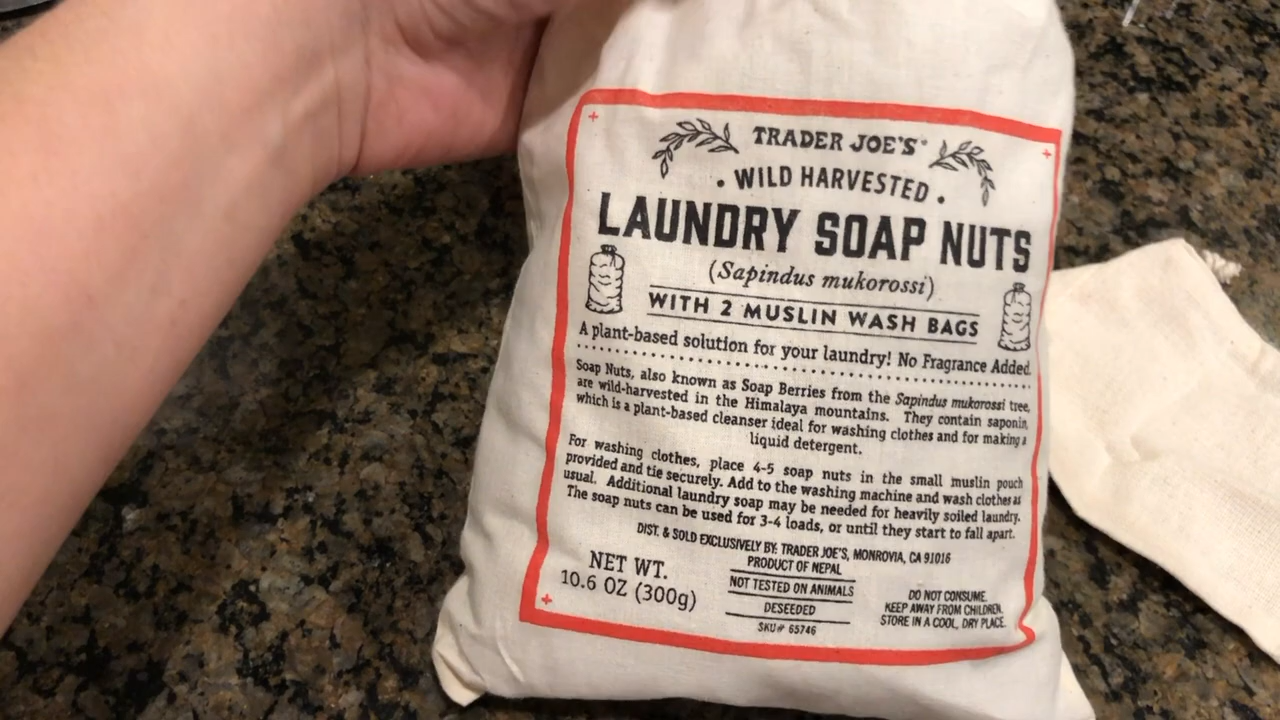 TRADER JOE'S
• WILD HARVESTED •
LAUNDRY SOAP NUTS
(Sapindus mukorossi)
WITH 2 MUSLIN WASH BAGS
A plant-based solution for your laundry! No Fragrance Added.
Soap Nuts, also known as Soap Berries from the Sapindus mukorossi tree,
are wild-harvested in the Himalaya mountains. They contain saponin,
which is a plant-based cleanser ideal for washing clothes and for making a
liquid detergent.
For washing clothes, place 4-5 soap nuts in the small muslin pouch
provided and tie securely. Add to the washing machine and wash clothes as
usual. Additional laundry soap may be needed for heavily soiled laundry.
The soap nuts can be used for 3-4 loads, or until they start to fall apart.
DIST. & SOLD EXCLUSIVELY BY: TRADER JOE'S, MONROVIA, CA 91016
PRODUCT OF NEPAL
NOT TESTED ON ANIMALS
DESEEDED
SKU# 65746
NET WT.
10.6 OZ (300g)
DO NOT CONSUME.
KEEP AWAY FROM CHILDREN.
STORE IN A COOL, DRY PLACE.